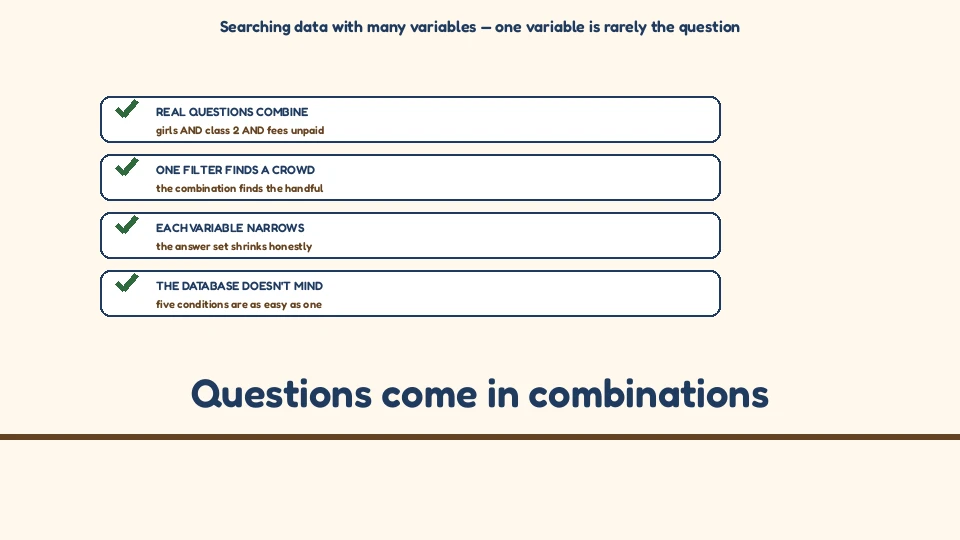 Searching data with many variables — one variable is rarely the question
REAL QUESTIONS COMBINE
girls AND class 2 AND fees unpaid
ONE FILTER FINDS A CROWD
the combination finds the handful
EACH VARIABLE NARROWS
the answer set shrinks honestly
THE DATABASE DOESN'T MIND
five conditions are as easy as one
Questions come in combinations